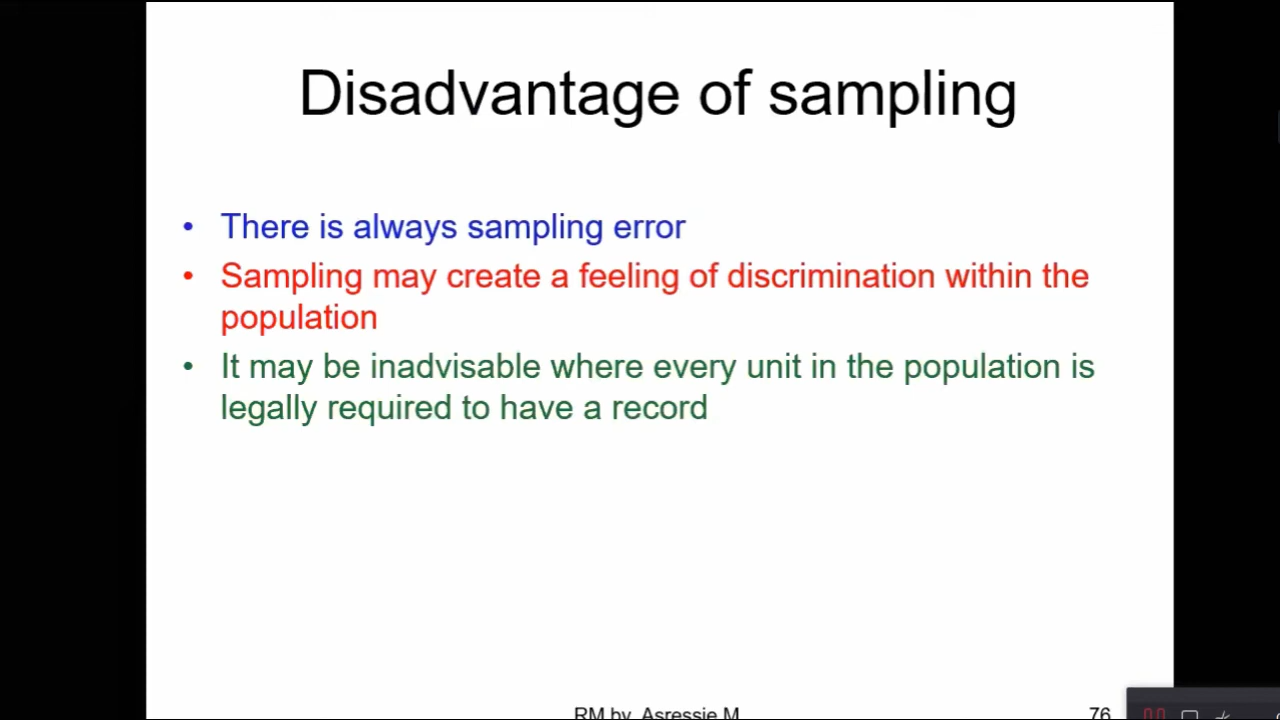 Disadvantage of sampling
• There is always sampling error
• Sampling may create a feeling of discrimination within the
population
• It may be inadvisable where every unit in the population is
legally required to have a record
RM by Asressie M
76